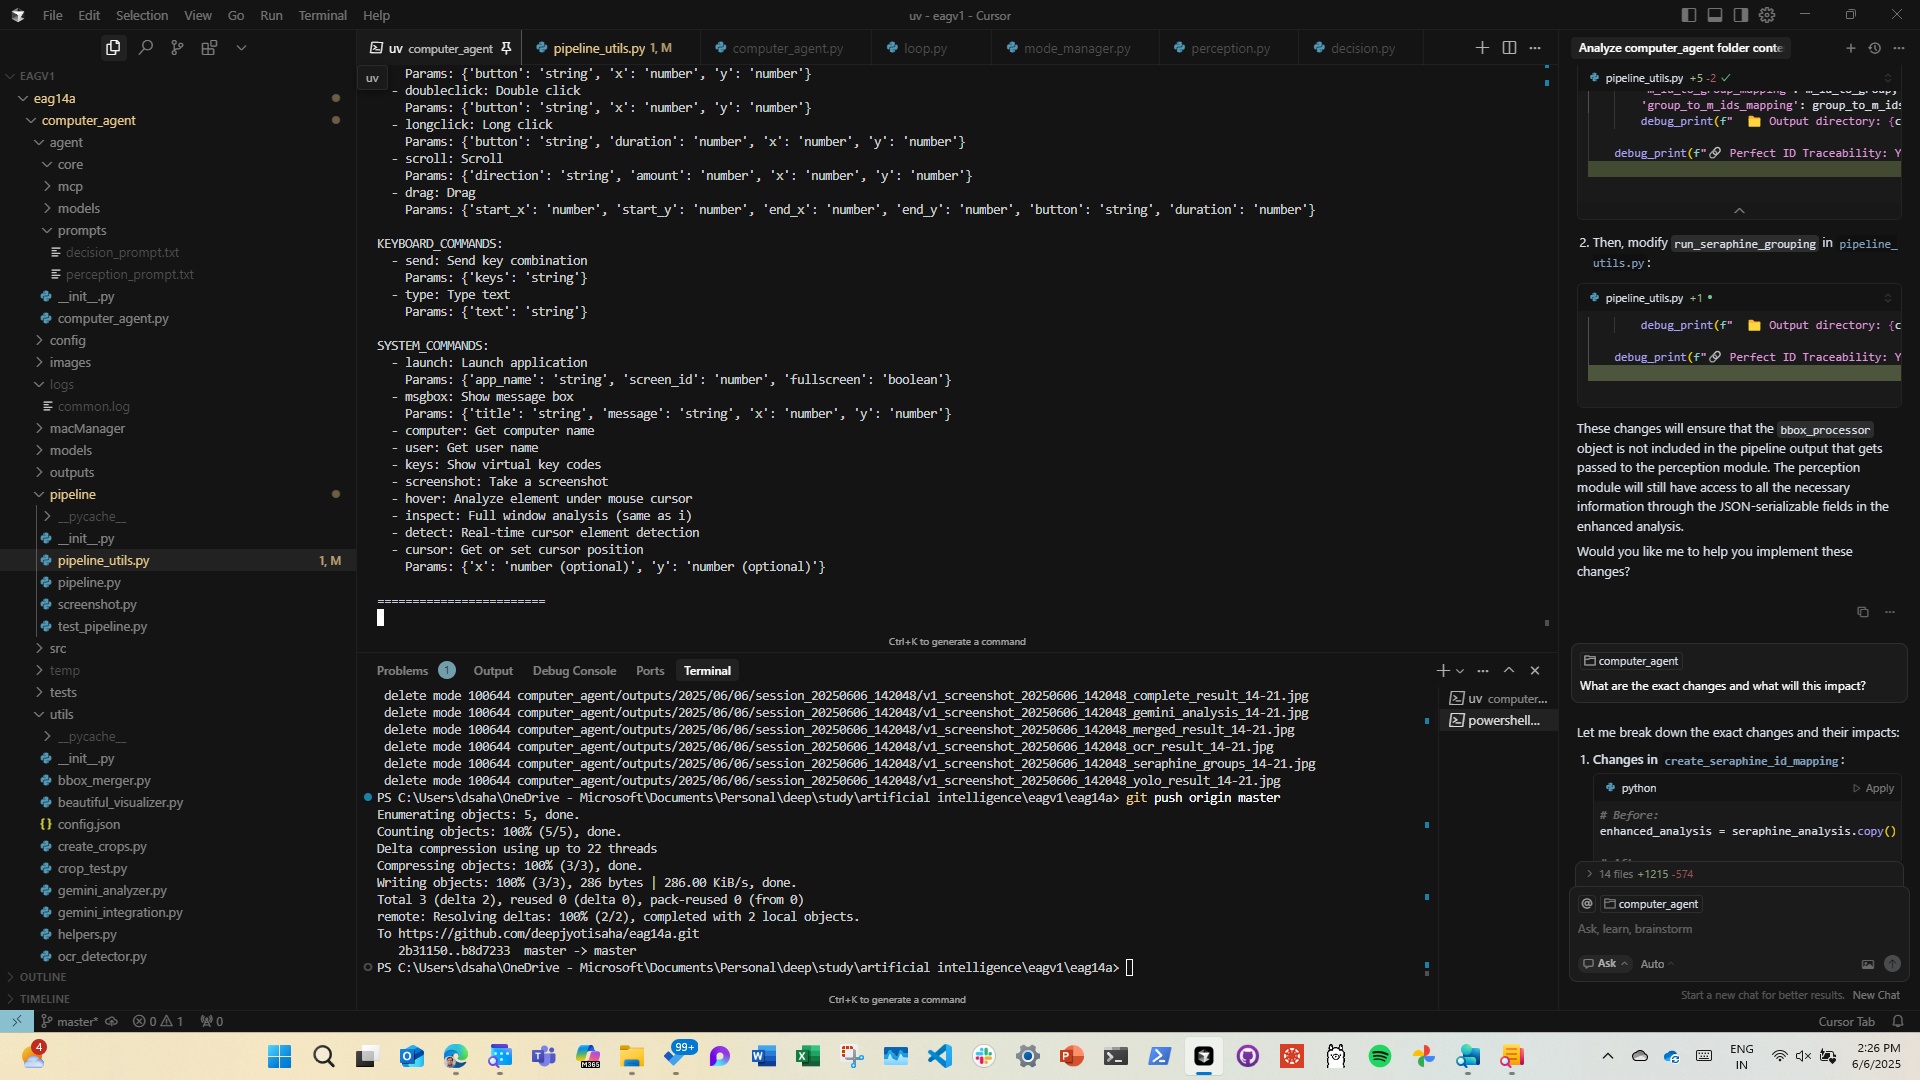 File Edit Selection View Go Run Terminal Help
uv - eagv1 - Cursor
EAGV1
eag14a
computer_agent
agent
core
mcp
models
prompts
decision_prompt.txt
perception_prompt.txt
__init__.py
computer_agent.py
config
images
logs
common.log
macManager
models
outputs
pipeline
__pycache__
__init__.py
pipeline_utils.py 1, M
pipeline.py
screenshot.py
test_pipeline.py
src
temp
tests
utils
__pycache__
__init__.py
bbox_merger.py
beautiful_visualizer.py
config.json
create_crops.py
crop_test.py
gemini_analyzer.py
gemini_integration.py
helpers.py
ocr_detector.py
OUTLINE
TIMELINE
uv computer_agent
pipeline_utils.py 1, M
computer_agent.py
loop.py
mode_manager.py
perception.py
decision.py
uv
Params: {'button': 'string', 'x': 'number', 'y': 'number'}
- doubleclick: Double click
Params: {'button': 'string', 'x': 'number', 'y': 'number'}
- longclick: Long click
Params: {'button': 'string', 'duration': 'number', 'x': 'number', 'y': 'number'}
- scroll: Scroll
Params: {'direction': 'string', 'amount': 'number', 'x': 'number', 'y': 'number'}
- drag: Drag
Params: {'start_x': 'number', 'start_y': 'number', 'end_x': 'number', 'end_y': 'number', 'button': 'string', 'duration': 'number'}
KEYBOARD_COMMANDS:
- send: Send key combination
Params: {'keys': 'string'}
- type: Type text
Params: {'text': 'string'}
SYSTEM_COMMANDS:
- launch: Launch application
Params: {'app_name': 'string', 'screen_id': 'number', 'fullscreen': 'boolean'}
- msgbox: Show message box
Params: {'title': 'string', 'message': 'string', 'x': 'number', 'y': 'number'}
- computer: Get computer name
- user: Get user name
- keys: Show virtual key codes
- screenshot: Take a screenshot
- hover: Analyze element under mouse cursor
- inspect: Full window analysis (same as i)
- detect: Real-time cursor element detection
- cursor: Get or set cursor position
Params: {'x': 'number (optional)', 'y': 'number (optional)'}
========================
Ctrl+K to generate a command
Problems 1 Output Debug Console Ports Terminal
delete mode 100644 computer_agent/outputs/2025/06/06/session_20250606_142048/v1_screenshot_20250606_142048_complete_result_14-21.jpg
delete mode 100644 computer_agent/outputs/2025/06/06/session_20250606_142048/v1_screenshot_20250606_142048_gemini_analysis_14-21.jpg
delete mode 100644 computer_agent/outputs/2025/06/06/session_20250606_142048/v1_screenshot_20250606_142048_merged_result_14-21.jpg
delete mode 100644 computer_agent/outputs/2025/06/06/session_20250606_142048/v1_screenshot_20250606_142048_ocr_result_14-21.jpg
delete mode 100644 computer_agent/outputs/2025/06/06/session_20250606_142048/v1_screenshot_20250606_142048_seraphine_groups_14-21.jpg
delete mode 100644 computer_agent/outputs/2025/06/06/session_20250606_142048/v1_screenshot_20250606_142048_yolo_result_14-21.jpg
PS C:\Users\dsaha\OneDrive - Microsoft\Documents\Personal\deep\study\artificial intelligence\eagv1\eag14a> git push origin master
Enumerating objects: 5, done.
Counting objects: 100% (5/5), done.
Delta compression using up to 22 threads
Compressing objects: 100% (3/3), done.
Writing objects: 100% (3/3), 286 bytes | 286.00 KiB/s, done.
Total 3 (delta 2), reused 0 (delta 0), pack-reused 0 (from 0)
remote: Resolving deltas: 100% (2/2), completed with 2 local objects.
To https://github.com/deepjyotisaha/eag14a.git
2b31150..b8d7233 master -> master
PS C:\Users\dsaha\OneDrive - Microsoft\Documents\Personal\deep\study\artificial intelligence\eagv1\eag14a>
Ctrl+K to generate a command
uv computer...
powershell...
Analyze computer_agent folder conte
pipeline_utils.py +5 -2
'm_id_to_group_mapping': m_id_to_group,
'group_to_m_ids_mapping': group_to_m_ids
debug_print(f" Output directory: {c
debug_print(f" Perfect ID Traceability: Y
2. Then, modify run_seraphine_grouping in pipeline_
utils.py:
pipeline_utils.py +1
debug_print(f" Output directory: {c
debug_print(f" Perfect ID Traceability: Y
These changes will ensure that the bbox_processor
object is not included in the pipeline output that gets
passed to the perception module. The perception
module will still have access to all the necessary
information through the JSON-serializable fields in the
enhanced analysis.
Would you like me to help you implement these
changes?
computer_agent
What are the exact changes and what will this impact?
Let me break down the exact changes and their impacts:
1. Changes in create_seraphine_id_mapping:
python Apply
# Before:
enhanced_analysis = seraphine_analysis.copy()
14 files +1215 -574
@ computer_agent
Ask, learn, brainstorm
Ask Auto
Start a new chat for better results. New Chat
master* 0 1 0
Cursor Tab
4
99+
M365
ENG
IN
2:26 PM
6/6/2025